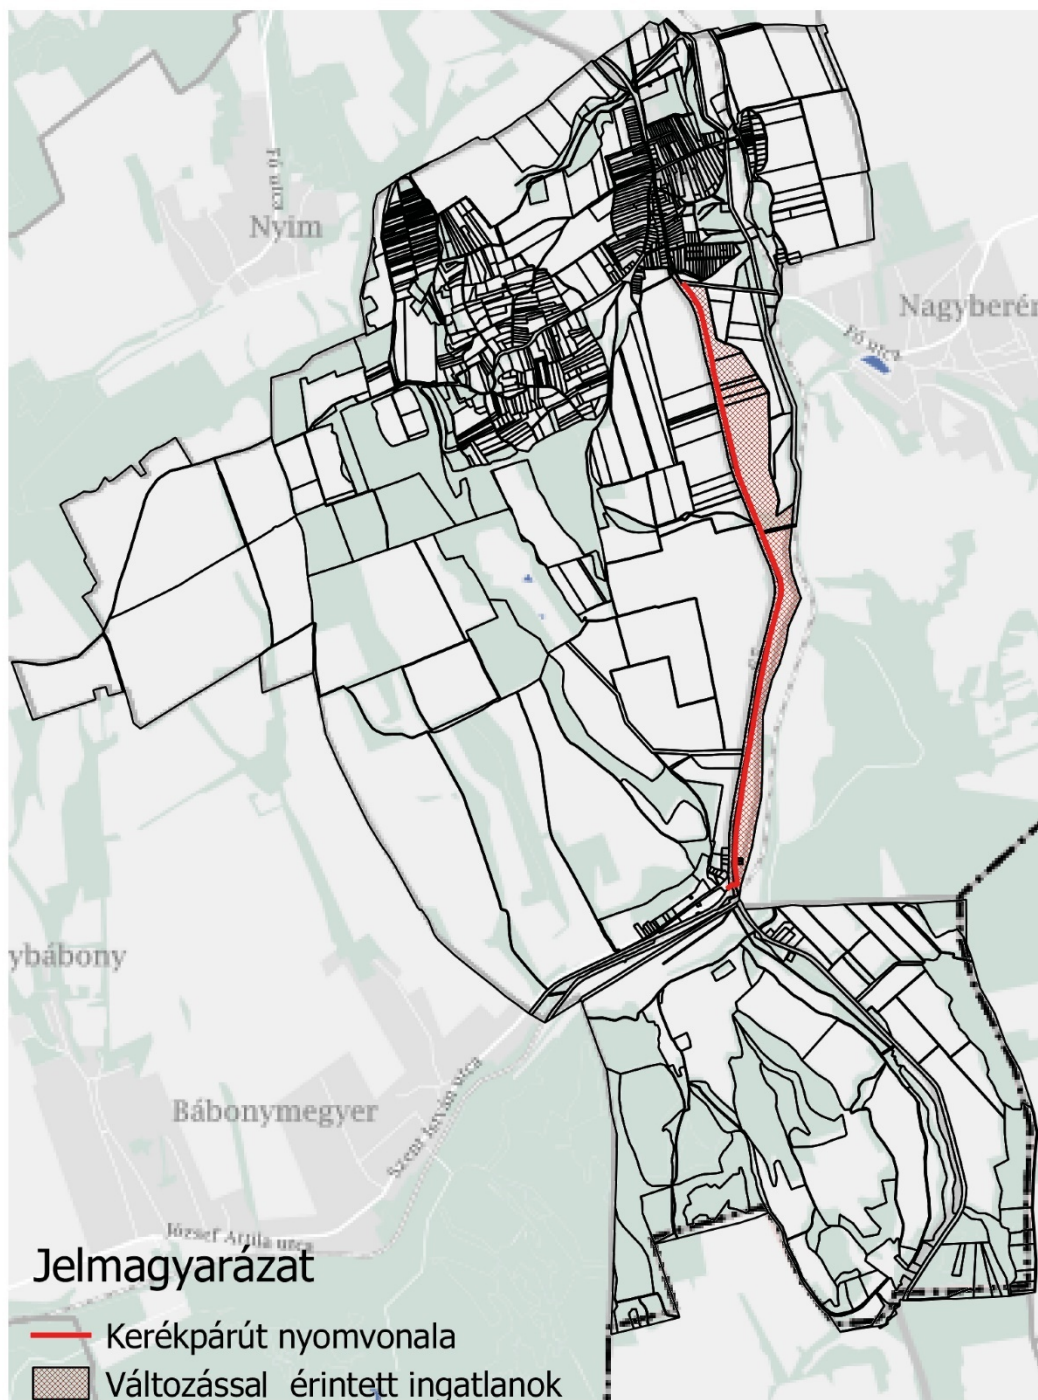 Fő utca
Nyim
Nagyberén
Fő utca
ybábony
Bábonymegyer
Szent István utca
József Attila utca
Jelmagyarázat
Kerékpárút nyomvonala
Változással érintett ingatlanok